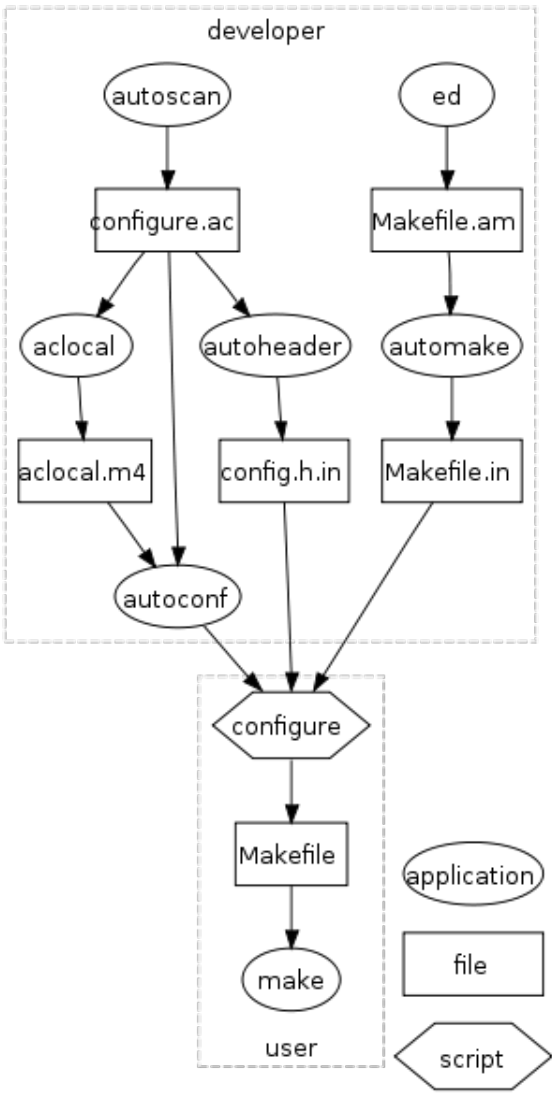 developer
autoscan
ed
configure.ac
Makefile.am
aclocal
autoheader
automake
aclocal.m4
config.h.in
Makefile.in
autoconf
configure
Makefile
application
file
make
user
script